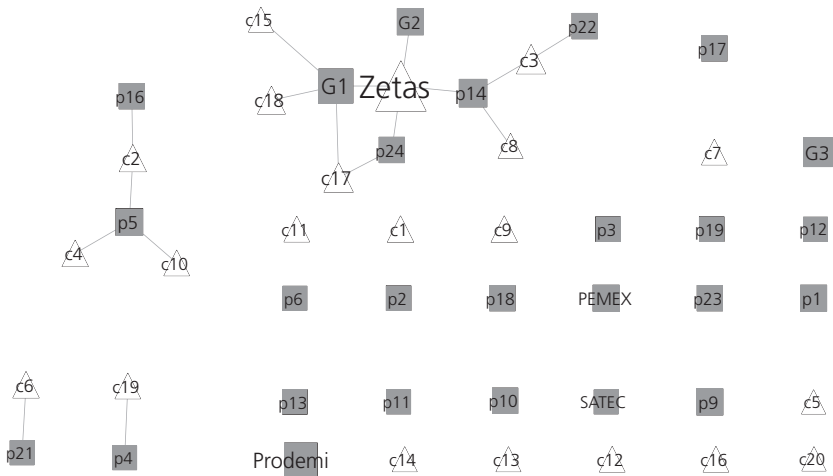 c15
G2
p22
c3
p17
p16
G1
Zetas
p14
c18
c2
p24
c8
c7
G3
c17
p5
c11
c1
c9
p3
p19
p12
c4
c10
p6
p2
p18
PEMEX
p23
p1
c6
c19
p13
p11
p10
SATEC
p9
c5
p21
p4
Prodemi
c14
c13
c12
c16
c20